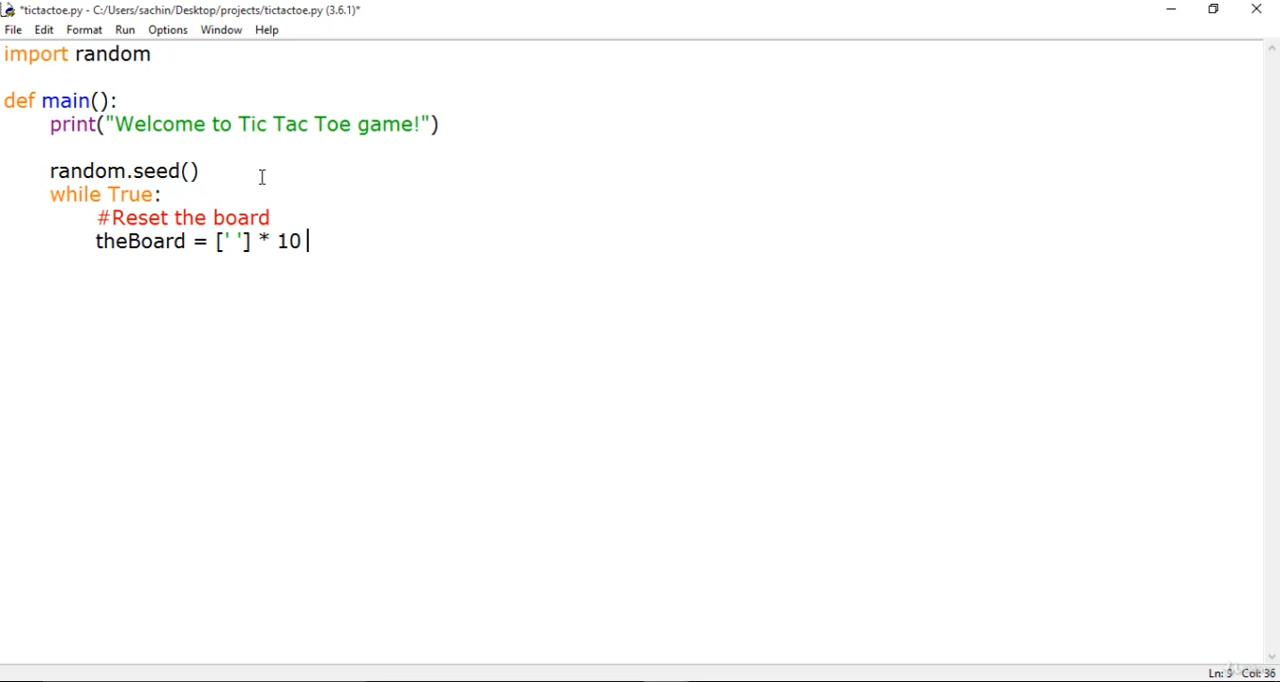 *tictactoe.py - C:/Users/sachin/Desktop/projects/tictactoe.py (3.6.1)*
File Edit Format Run Options Window Help
import random
def main():
print("Welcome to Tic Tac Toe game!")
random.seed()
while True:
#Reset the board
theBoard = [' '] * 10
Ln: 9 Col: 36